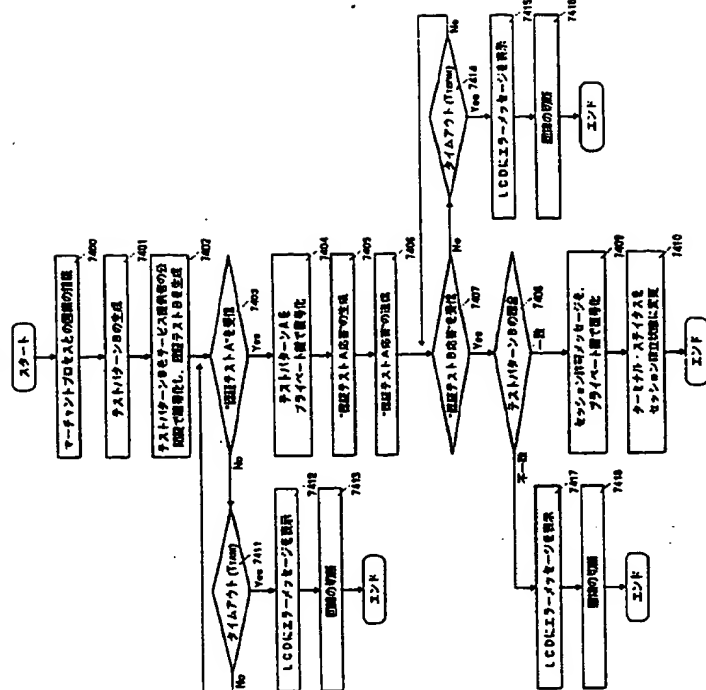 スタート
マーチャントプロセスとの回線の接続
7400
テストパターンBの生成
7401
テストパターンBをサービス提供者の公
開鍵で暗号化し、認証テストBを生成
7402
"認証テストA"を受信
7403
Yes
No
テストパターンAを
プライベート鍵で復号化
7404
"認証テストA応答"の生成
7405
"認証テストA応答"の送信
7406
"認証テストB応答"を受信
7407
Yes
No
テストパターンBの照合
7408
一致
不一致
セッション許可メッセージを、
プライベート鍵で復号化
7409
ターミナル・ステイタスを
セッション確立状態に変更
7410
エンド
タイムアウト
7411
Yes
No
LCDにエラーメッセージを表示
7412
回線の切断
7413
エンド
タイムアウト
7414
Yes
No
LCDにエラーメッセージを表示
7415
回線の切断
7416
エンド
LCDにエラーメッセージを表示
7417
回線の切断
7418
エンド